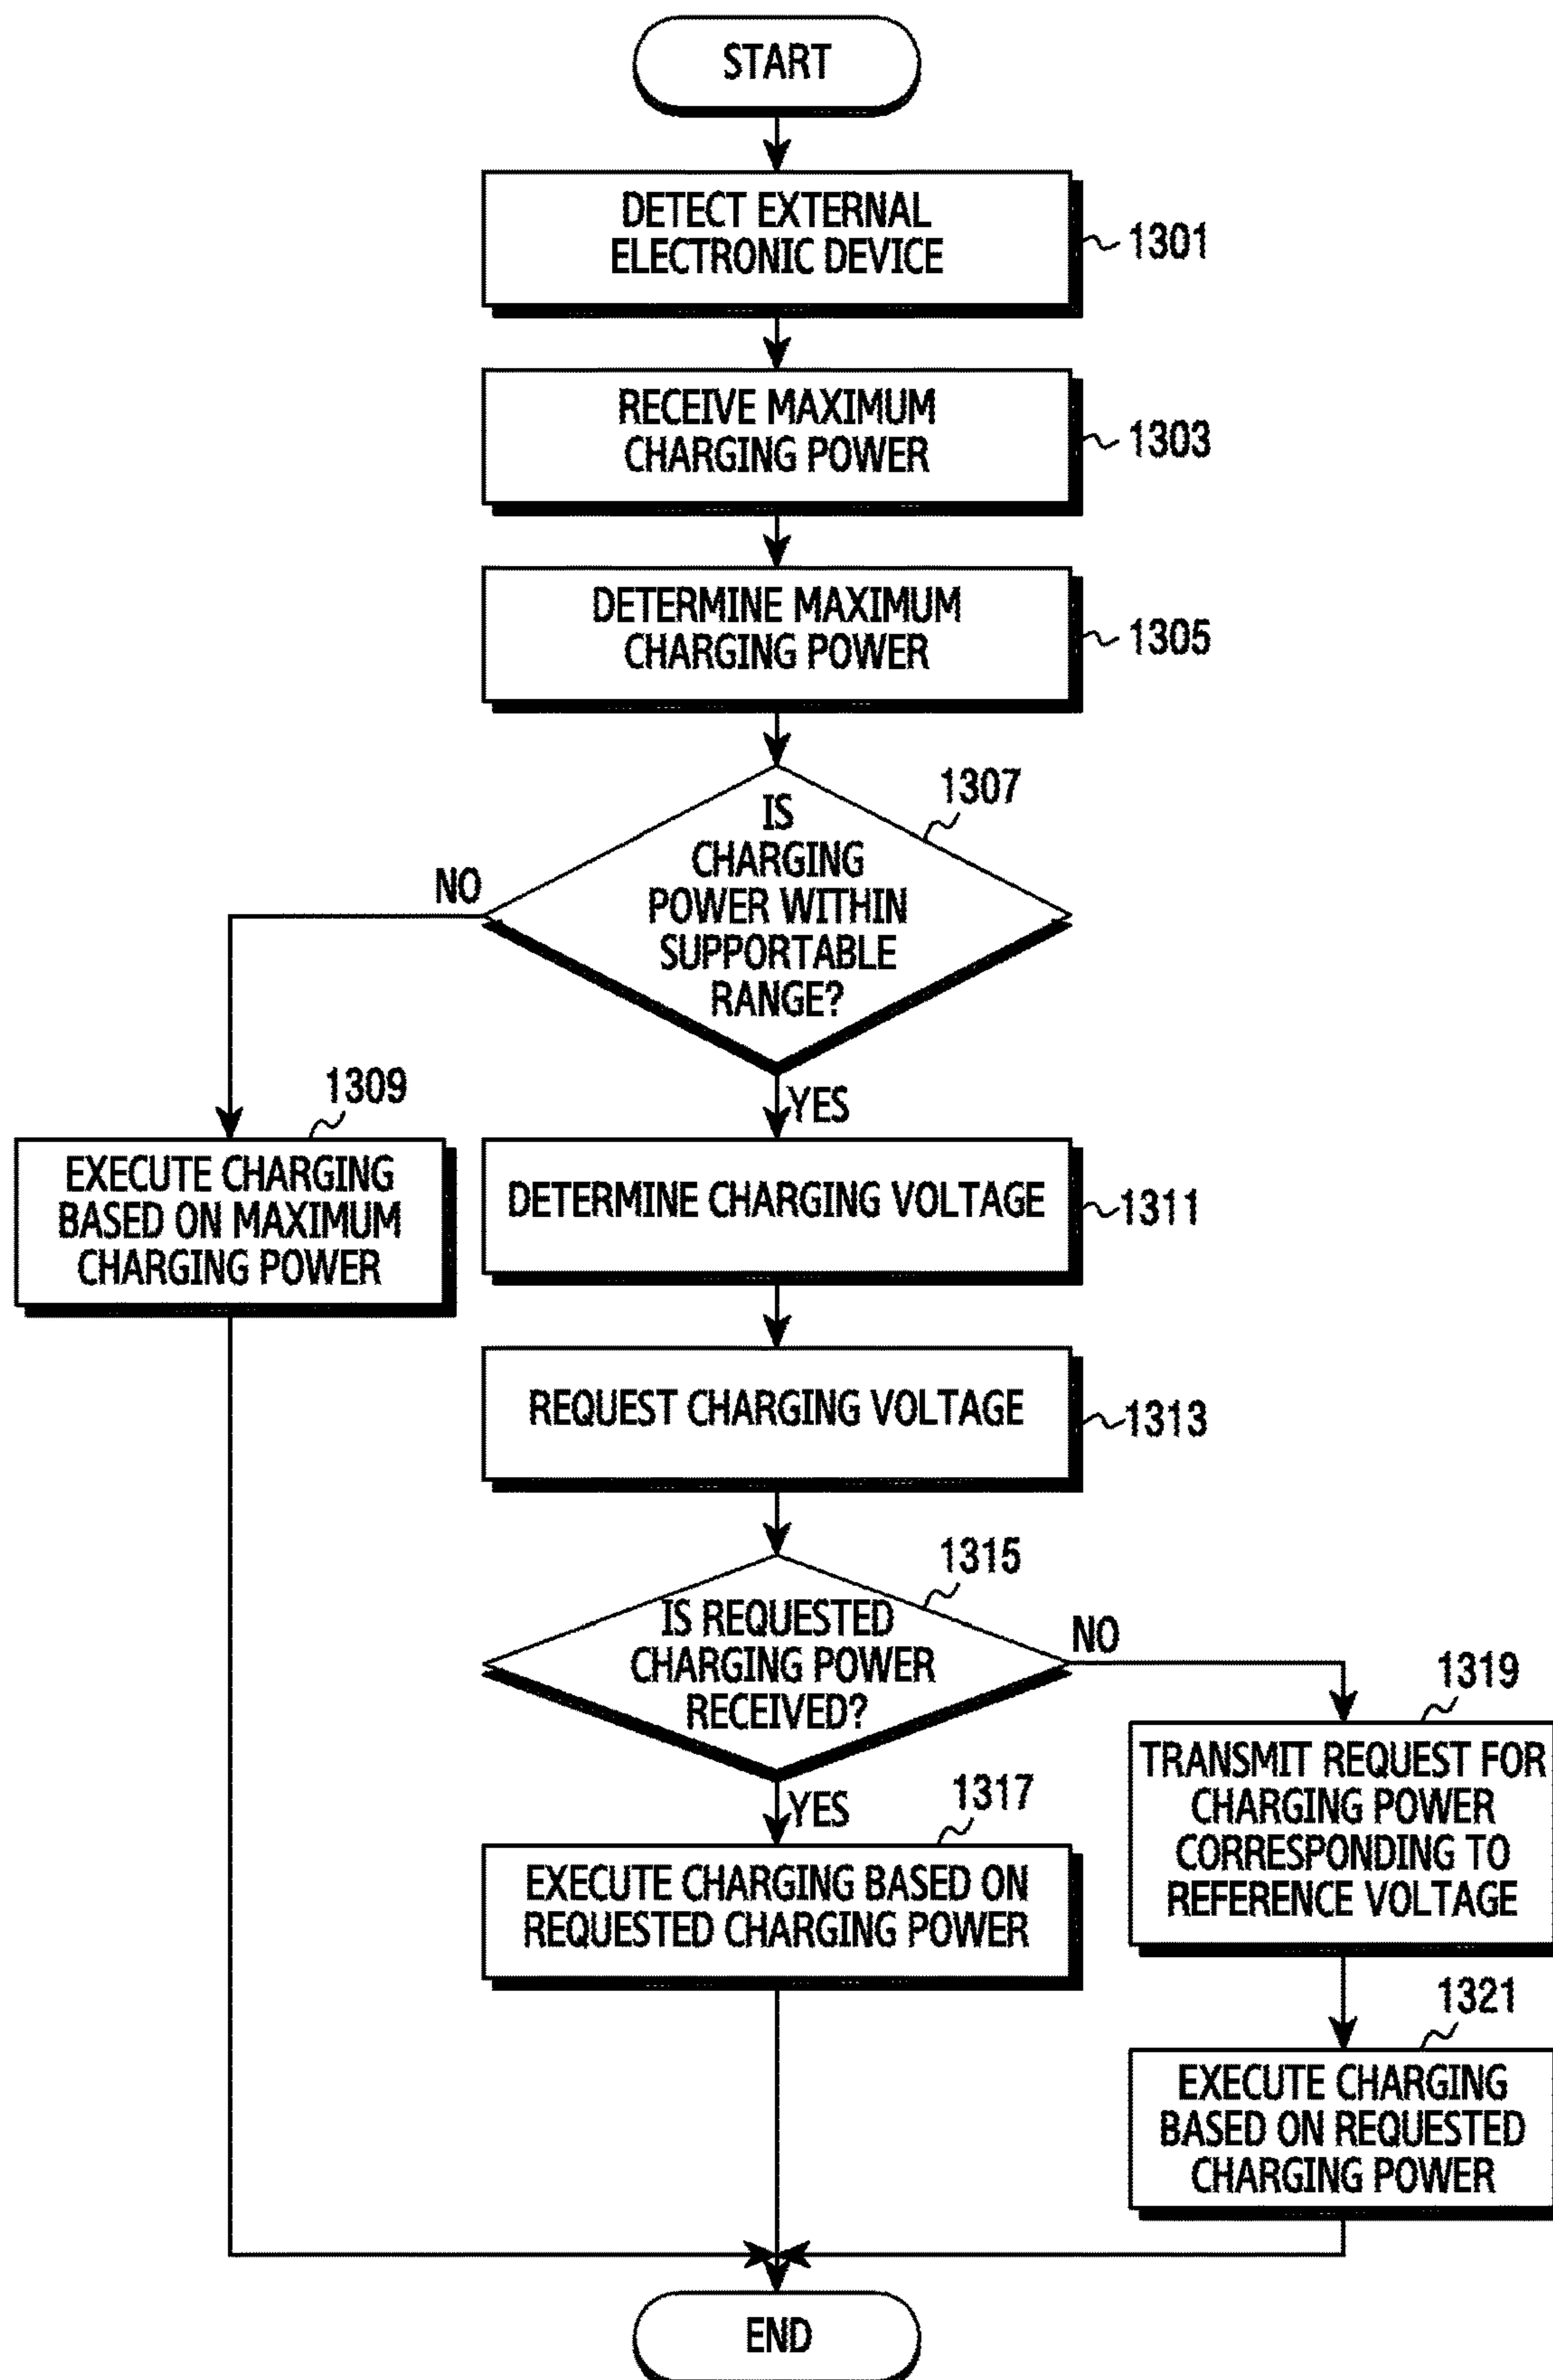 START
DETECT EXTERNAL
ELECTRONIC DEVICE
1301
RECEIVE MAXIMUM
CHARGING POWER
1303
DETERMINE MAXIMUM
CHARGING POWER
1305
1307
IS
CHARGING
POWER WITHIN
SUPPORTABLE
RANGE?
NO
YES
1309
EXECUTE CHARGING
BASED ON MAXIMUM
CHARGING POWER
DETERMINE CHARGING VOLTAGE
1311
REQUEST CHARGING VOLTAGE
1313
1315
IS REQUESTED
CHARGING POWER
RECEIVED?
NO
YES
1317
EXECUTE CHARGING BASED ON
REQUESTED CHARGING POWER
1319
TRANSMIT REQUEST FOR
CHARGING POWER
CORRESPONDING TO
REFERENCE VOLTAGE
1321
EXECUTE CHARGING
BASED ON REQUESTED
CHARGING POWER
END